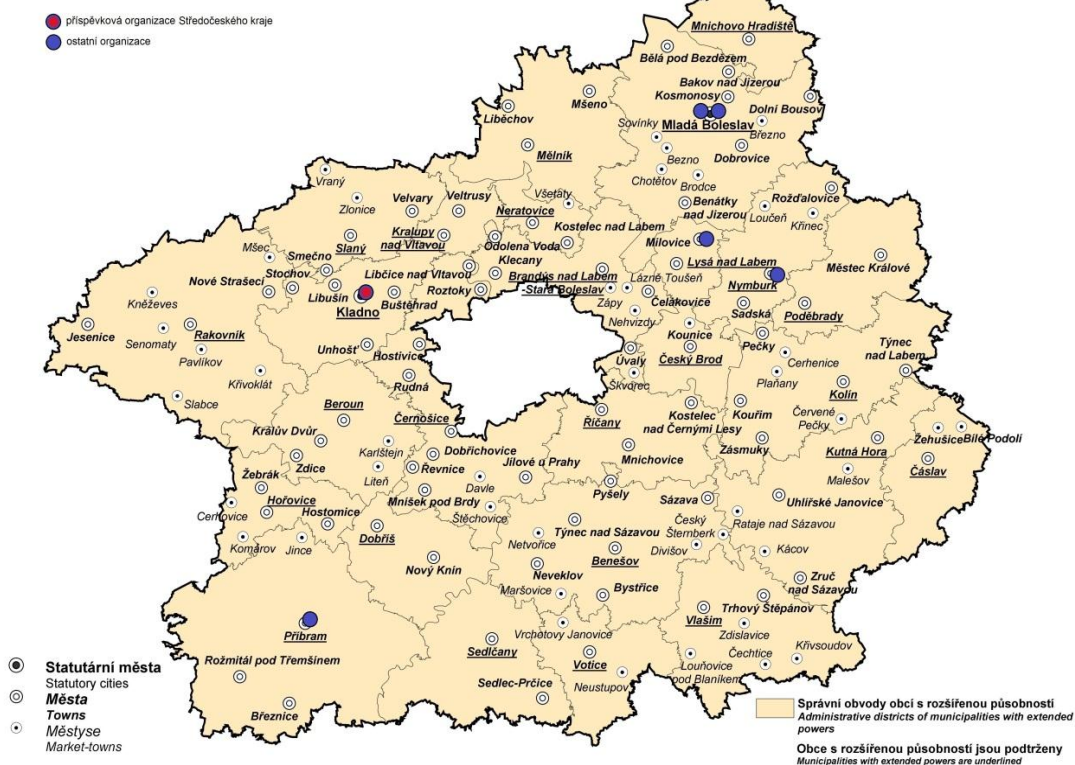 příspěvková organizace Středočeského kraje
ostatní organizace
Mnichovo Hradiště
Bělá pod Bezdězem
Bakov nad Jizerou
Kosmonosy
Mšeno
Dolní Bousov
Liběchov
Sovínky
Mladá Boleslav
Březno
Mělník
Bezno
Dobrovice
Chotětov
Brodce
Vraný
Zlonice
Velvary
Veltrusy
Všetaty
Benátky
nad Jizerou
Rožďalovice
Loučeň
Křinec
Neratovice
Kostelec nad Labem
Slaný
Kralupy
nad Vltavou
Odolena Voda
Milovice
Mšec
Smečno
Klecany
Lysá nad Labem
Městec Králové
Nové Strašecí
Stochov
Libčice nad Vltavou
Brandýs nad Labem
-Stará Boleslav
Lázně Toušeň
Nymburk
Kněževes
Libušín
Buštěhrad
Roztoky
Zápy
Čelákovice
Kladno
Nehvizdy
Sadská
Poděbrady
Jesenice
Rakovník
Senomaty
Pavlíkov
Unhošť
Hostivice
Kounice
Úvaly
Český Brod
Pečky
Cerhenice
Týnec
nad Labem
Křivoklát
Rudná
Škvorec
Plaňany
Kolín
Slabce
Beroun
Černošice
Říčany
Kostelec
nad Černými Lesy
Kouřim
Červené
Pečky
Králův Dvůr
Karlštejn
Dobřichovice
Mnichovice
Zásmuky
Kutná Hora
Žehušice
Bílé Podolí
Zdice
Liteň
Řevnice
Jílové u Prahy
Malešov
Čáslav
Žebrák
Hořovice
Mníšek pod Brdy
Davle
Pyšely
Sázava
Uhlířské Janovice
Cerhovice
Hostomice
Štěchovice
Komárov
Jince
Dobříš
Netvořice
Týnec nad Sázavou
Český
Šternberk
Rataje nad Sázavou
Benešov
Divišov
Kácov
Nový Knín
Neveklov
Maršovice
Bystřice
Zruč
nad Sázavou
Vlašim
Trhový Štěpánov
Příbram
Vrchotovy Janovice
Zdislavice
Sedlčany
Votice
Čechtice
Křivsoudov
Rožmitál pod Třemšínem
Louňovice
pod Blaníkem
Sedlec-Prčice
Neustupov
Březnice
Statutární města
Statutory cities
Města
Towns
Městyse
Market-towns
Správní obvody obcí s rozšířenou působností
Administrative districts of municipalities with extended
powers
Obce s rozšířenou působností jsou podtrženy
Municipalities with extended powers are underlined